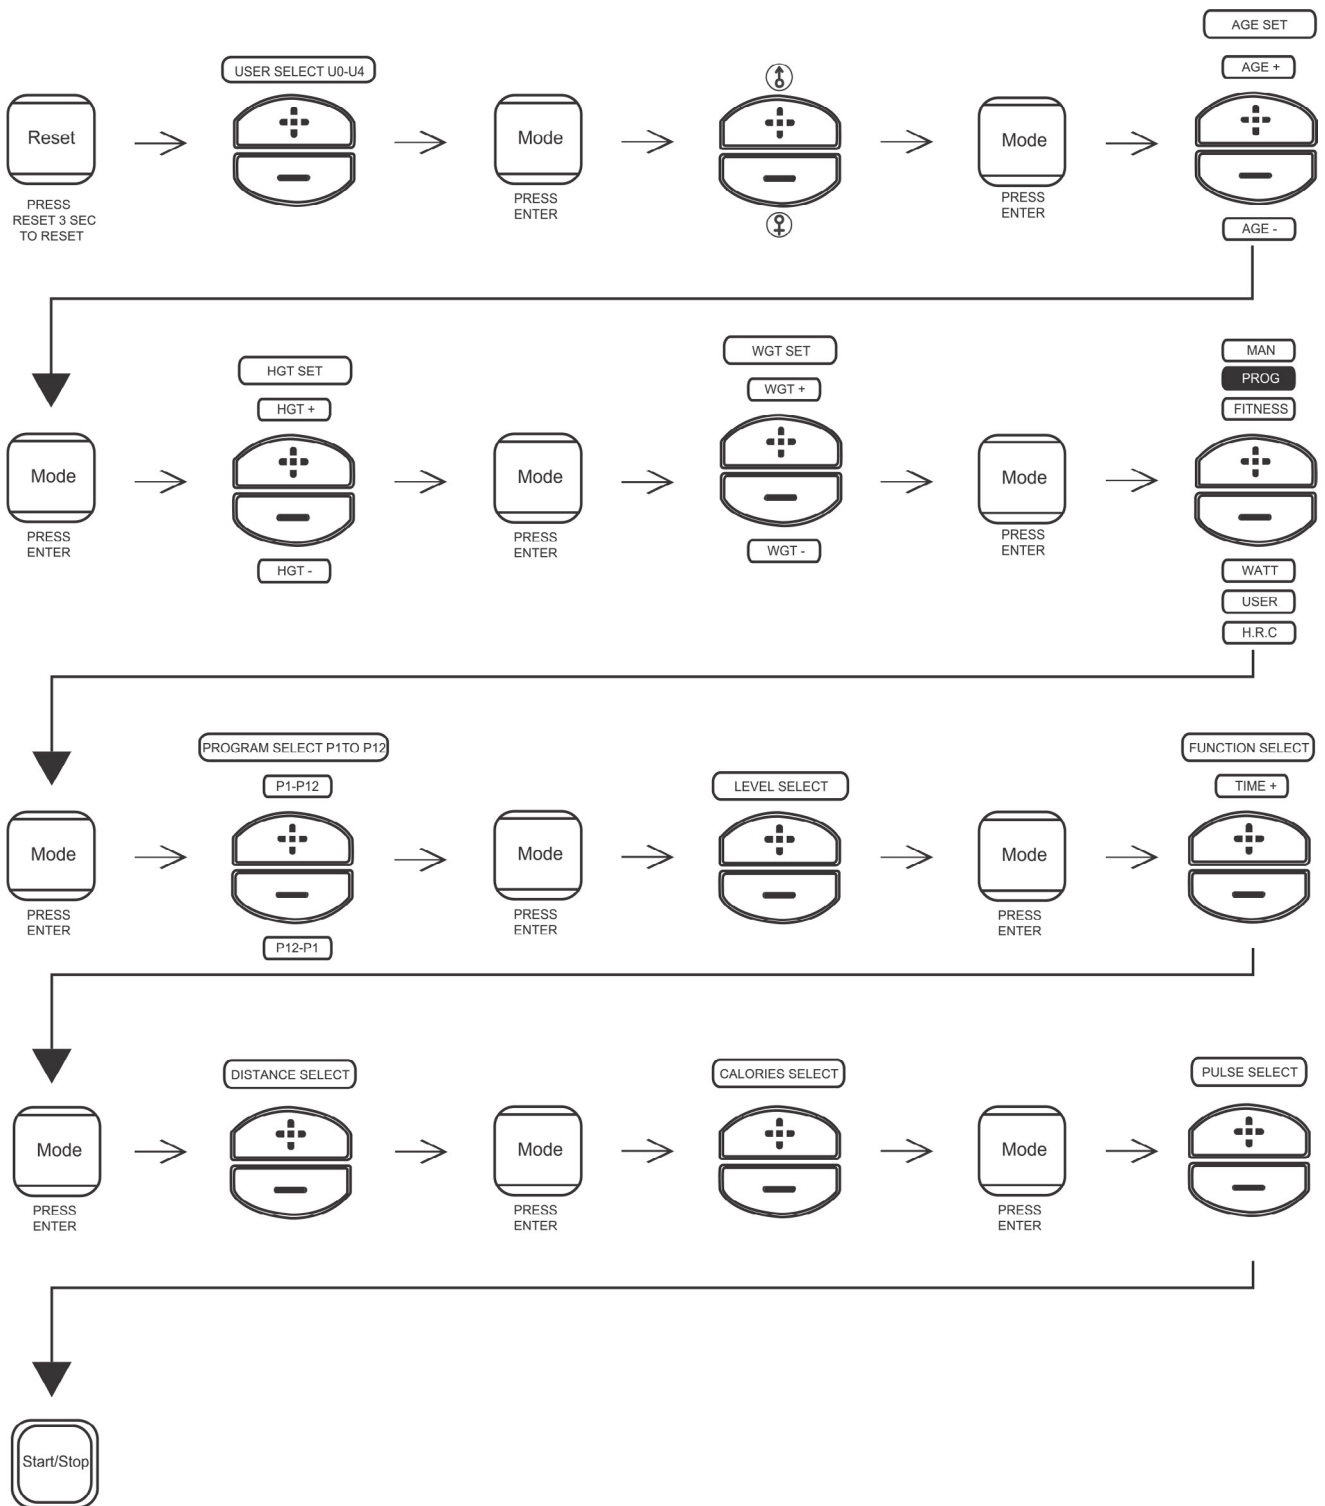 AGE SET
USER SELECT U0-U4
AGE +
Reset
Mode
Mode
PRESS
RESET 3 SEC
TO RESET
PRESS
ENTER
PRESS
ENTER
AGE -
HGT SET
HGT +
WGT SET
WGT +
MAN
PROG
FITNESS
Mode
Mode
Mode
PRESS
ENTER
HGT -
PRESS
ENTER
WGT -
PRESS
ENTER
WATT
USER
H.R.C
PROGRAM SELECT P1TO P12
P1-P12
LEVEL SELECT
FUNCTION SELECT
TIME +
Mode
Mode
Mode
PRESS
ENTER
P12-P1
PRESS
ENTER
PRESS
ENTER
DISTANCE SELECT
CALORIES SELECT
PULSE SELECT
Mode
Mode
Mode
PRESS
ENTER
PRESS
ENTER
PRESS
ENTER
Start/Stop